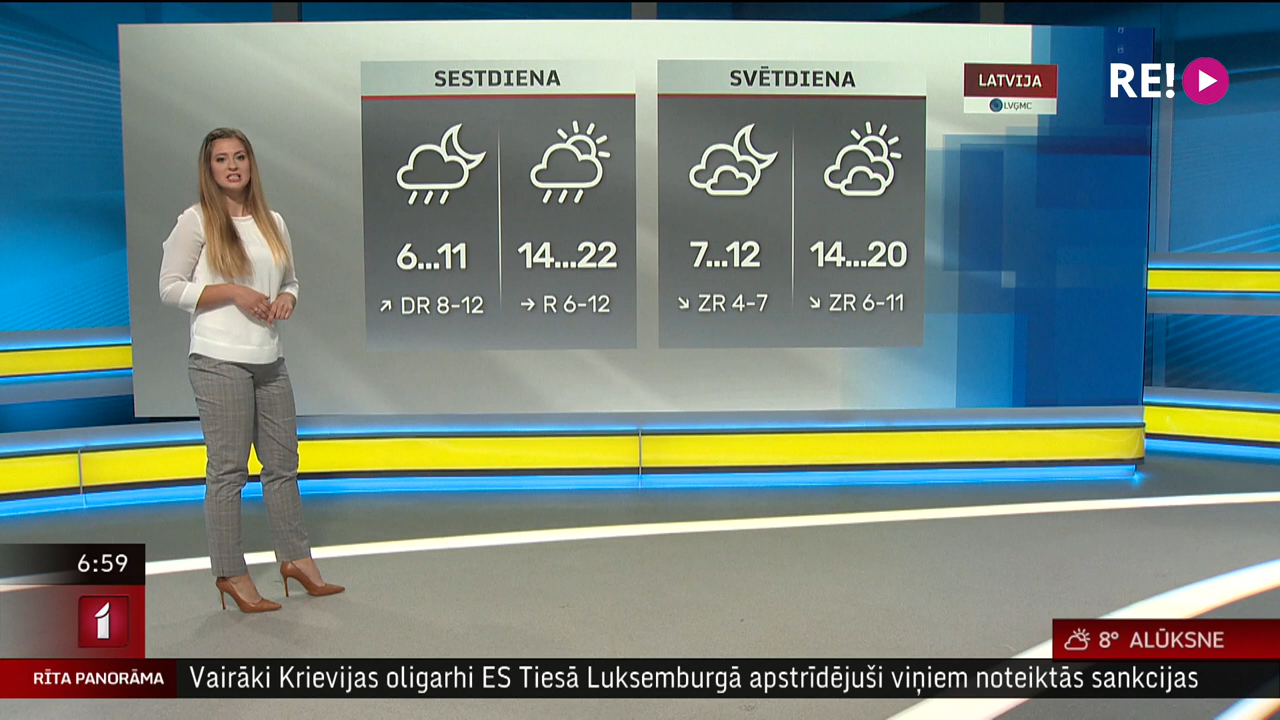 SESTDIENA
6...11
14...22
DR 8-12
R 6-12
SVĒTDIENA
7...12
14...20
ZR 4-7
ZR 6-11
LATVIJA
LVĢMC
RE!
6:59
1
8° ALŪKSNE
RĪTA PANORĀMA
Vairāki Krievijas oligarhi ES Tiesā Luksemburgā apstrīdējuši viņiem noteiktās sankcijas